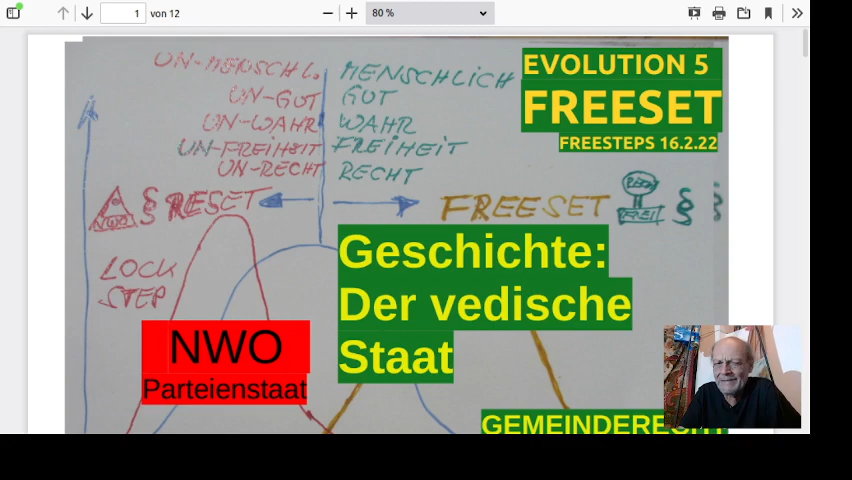 1 von 12
80 %
UN-MENSCHL. MENSCHLICH
UN-GUT GUT
UN-WAHR WAHR
UN-FREIHEIT FREIHEIT
UN-RECHT RECHT
EVOLUTION 5
FREESET
FREESTEPS 16.2.22
§ RESET FREESET §
LOCK
STEP
Geschichte:
Der vedische
Staat
NWO
Parteienstaat